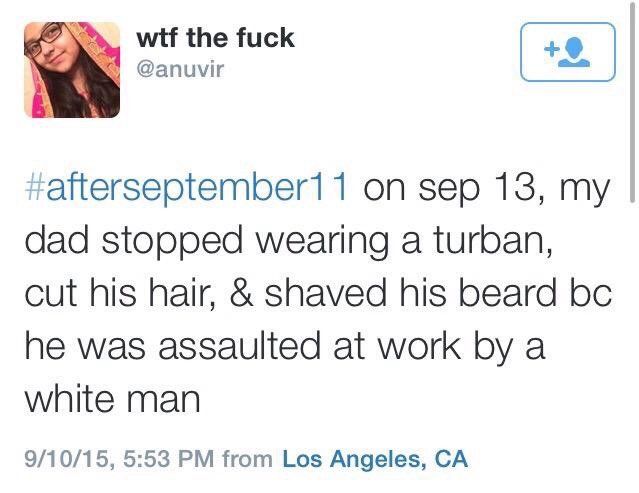 wtf the fuck
@anuvir
#afterseptember11 on sep 13, my
dad stopped wearing a turban,
cut his hair, & shaved his beard bc
he was assaulted at work by a
white man
9/10/15, 5:53 PM from Los Angeles, CA